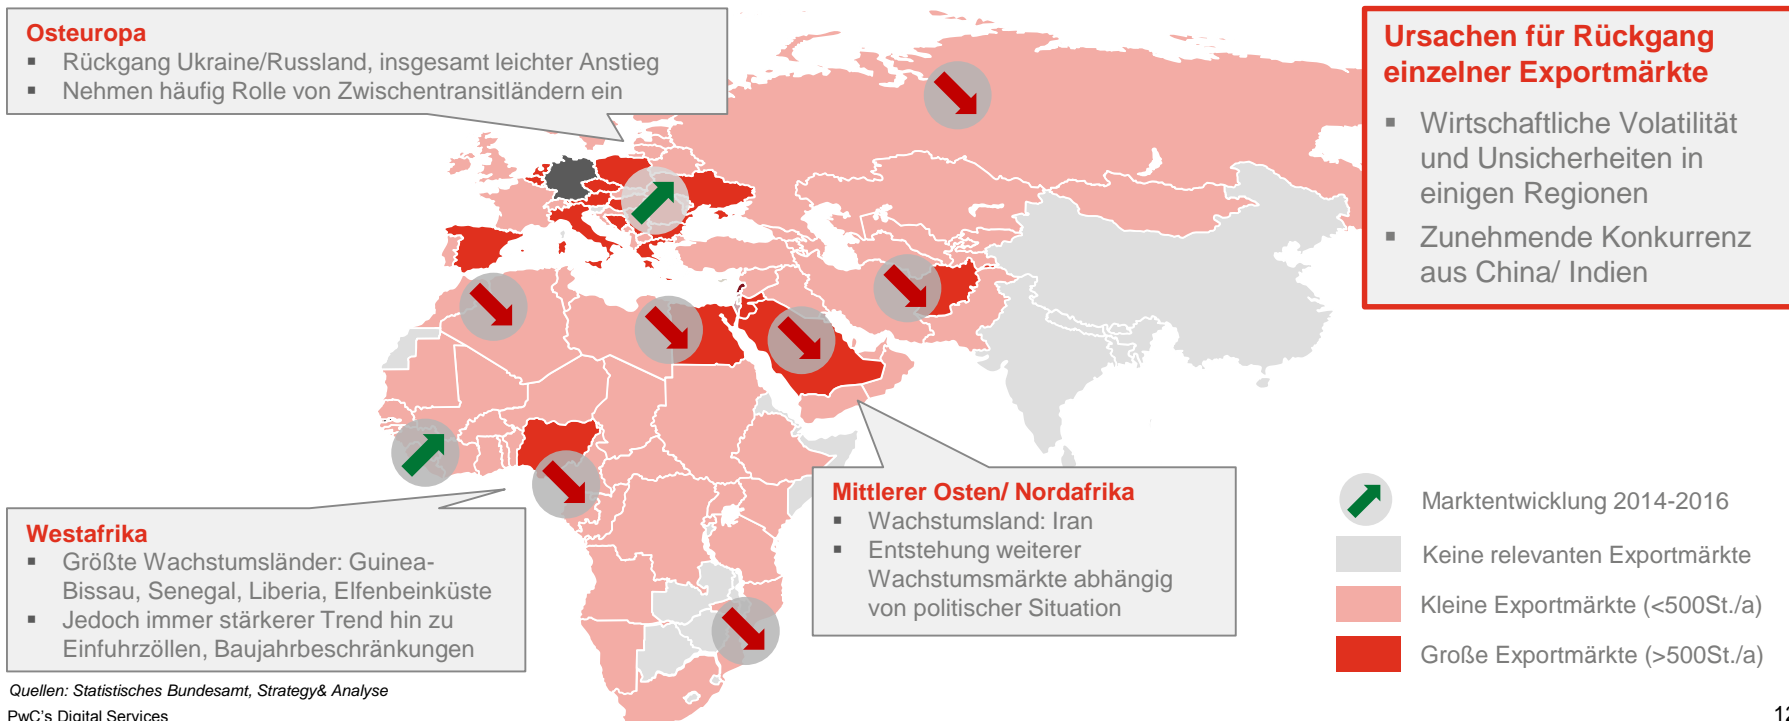 Osteuropa
▪ Rückgang Ukraine/Russland, insgesamt leichter Anstieg
▪ Nehmen häufig Rolle von Zwischentransitländern ein
Ursachen für Rückgang
einzelner Exportmärkte
▪ Wirtschaftliche Volatilität
und Unsicherheiten in
einigen Regionen
▪ Zunehmende Konkurrenz
aus China/ Indien
Westafrika
▪ Größte Wachstumsländer: Guinea-
Bissau, Senegal, Liberia, Elfenbeinküste
▪ Jedoch immer stärkerer Trend hin zu
Einfuhrzöllen, Baujahrbeschränkungen
Mittlerer Osten/ Nordafrika
▪ Wachstumsland: Iran
▪ Entstehung weiterer
Wachstumsmärkte abhängig
von politischer Situation
Marktentwicklung 2014-2016
Keine relevanten Exportmärkte
Kleine Exportmärkte (<500St./a)
Große Exportmärkte (>500St./a)
Quellen: Statistisches Bundesamt, Strategy& Analyse
PwC's Digital Services